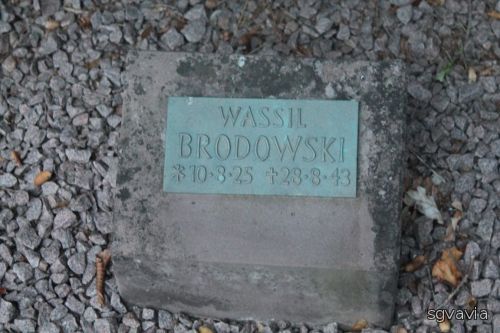 WASSIL
BRODOWSKI
*10·8·25 +28·8·43
sgvavia